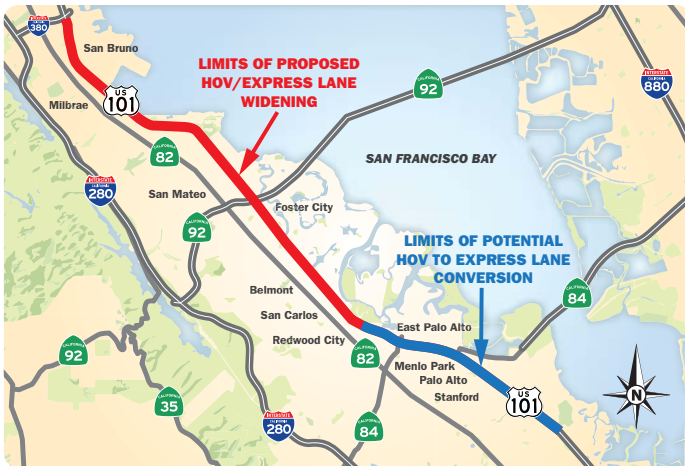 INTERSTATE
CALIFORNIA
380
San Bruno
LIMITS OF PROPOSED
HOV/EXPRESS LANE
WIDENING
CALIFORNIA
92
INTERSTATE
CALIFORNIA
880
Milbrae
US
101
CALIFORNIA
82
SAN FRANCISCO BAY
INTERSTATE
CALIFORNIA
280
San Mateo
Foster City
CALIFORNIA
92
LIMITS OF POTENTIAL
HOV TO EXPRESS LANE
CONVERSION
Belmont
CALIFORNIA
84
San Carlos
East Palo Alto
Redwood City
CALIFORNIA
92
CALIFORNIA
82
Menlo Park
Palo Alto
Stanford
US
101
N
CALIFORNIA
35
INTERSTATE
CALIFORNIA
280
CALIFORNIA
84